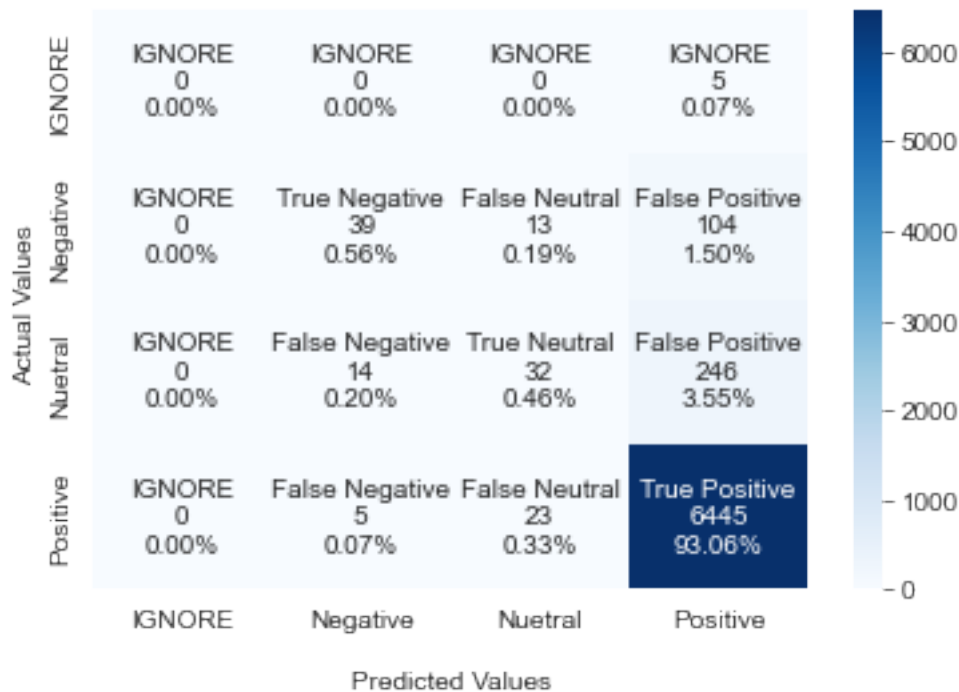 IGNORE IGNORE IGNORE IGNORE
0 0 0 5
0.00% 0.00% 0.00% 0.07%
IGNORE True Negative False Neutral False Positive
0 39 13 104
0.00% 0.56% 0.19% 1.50%
IGNORE False Negative True Neutral False Positive
0 14 32 246
0.00% 0.20% 0.46% 3.55%
IGNORE False Negative False Neutral True Positive
0 5 23 6445
0.00% 0.07% 0.33% 93.06%
IGNORE
Negative
Nuetral
Positive
Actual Values
IGNORE Negative Nuetral Positive
Predicted Values
6000
5000
4000
3000
2000
1000
0